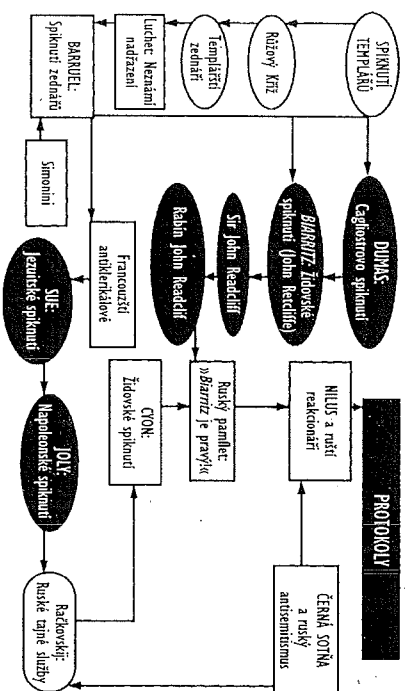 SPIKNUTÍ
TEMPLÁŘŮ
Růžový
Kříž
Templářští
zednáři
Luchet: Neznámí
nadřazení
BARRUEL:
Spiknutí zednářů
Simonini
DUMAS:
Cagliostrovo spiknutí
BIARRITZ: Židovské
spiknutí (John Retcliffe)
Sir John Readclif
Rabín John Readclif
Francouzští
antiklerikálové
SUE:
Jezuitské spiknutí
JOLY:
Napoleonské spiknutí
PROTOKOLY
NILUS a ruští
reakcionáři
Ruský pamflet:
»Biarritz je pravý!«
CYON:
Židovské spiknutí
ČERNÁ SOTŇA
a ruský
antisemitismus
Račkovskij:
Ruské tajné služby